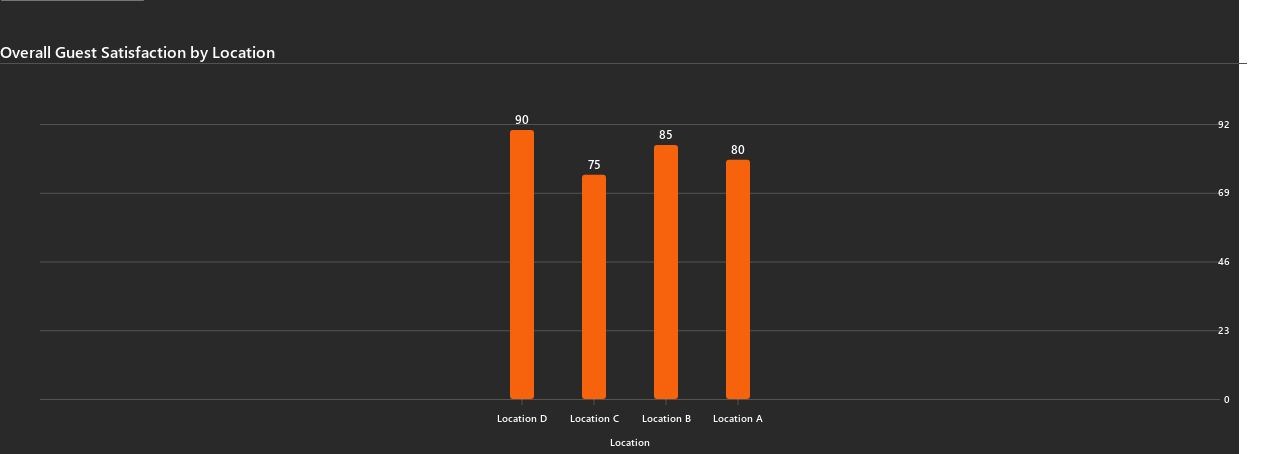 Overall Guest Satisfaction by Location
90
75
85
80
92
69
46
23
0
Location D
Location C
Location B
Location A
Location